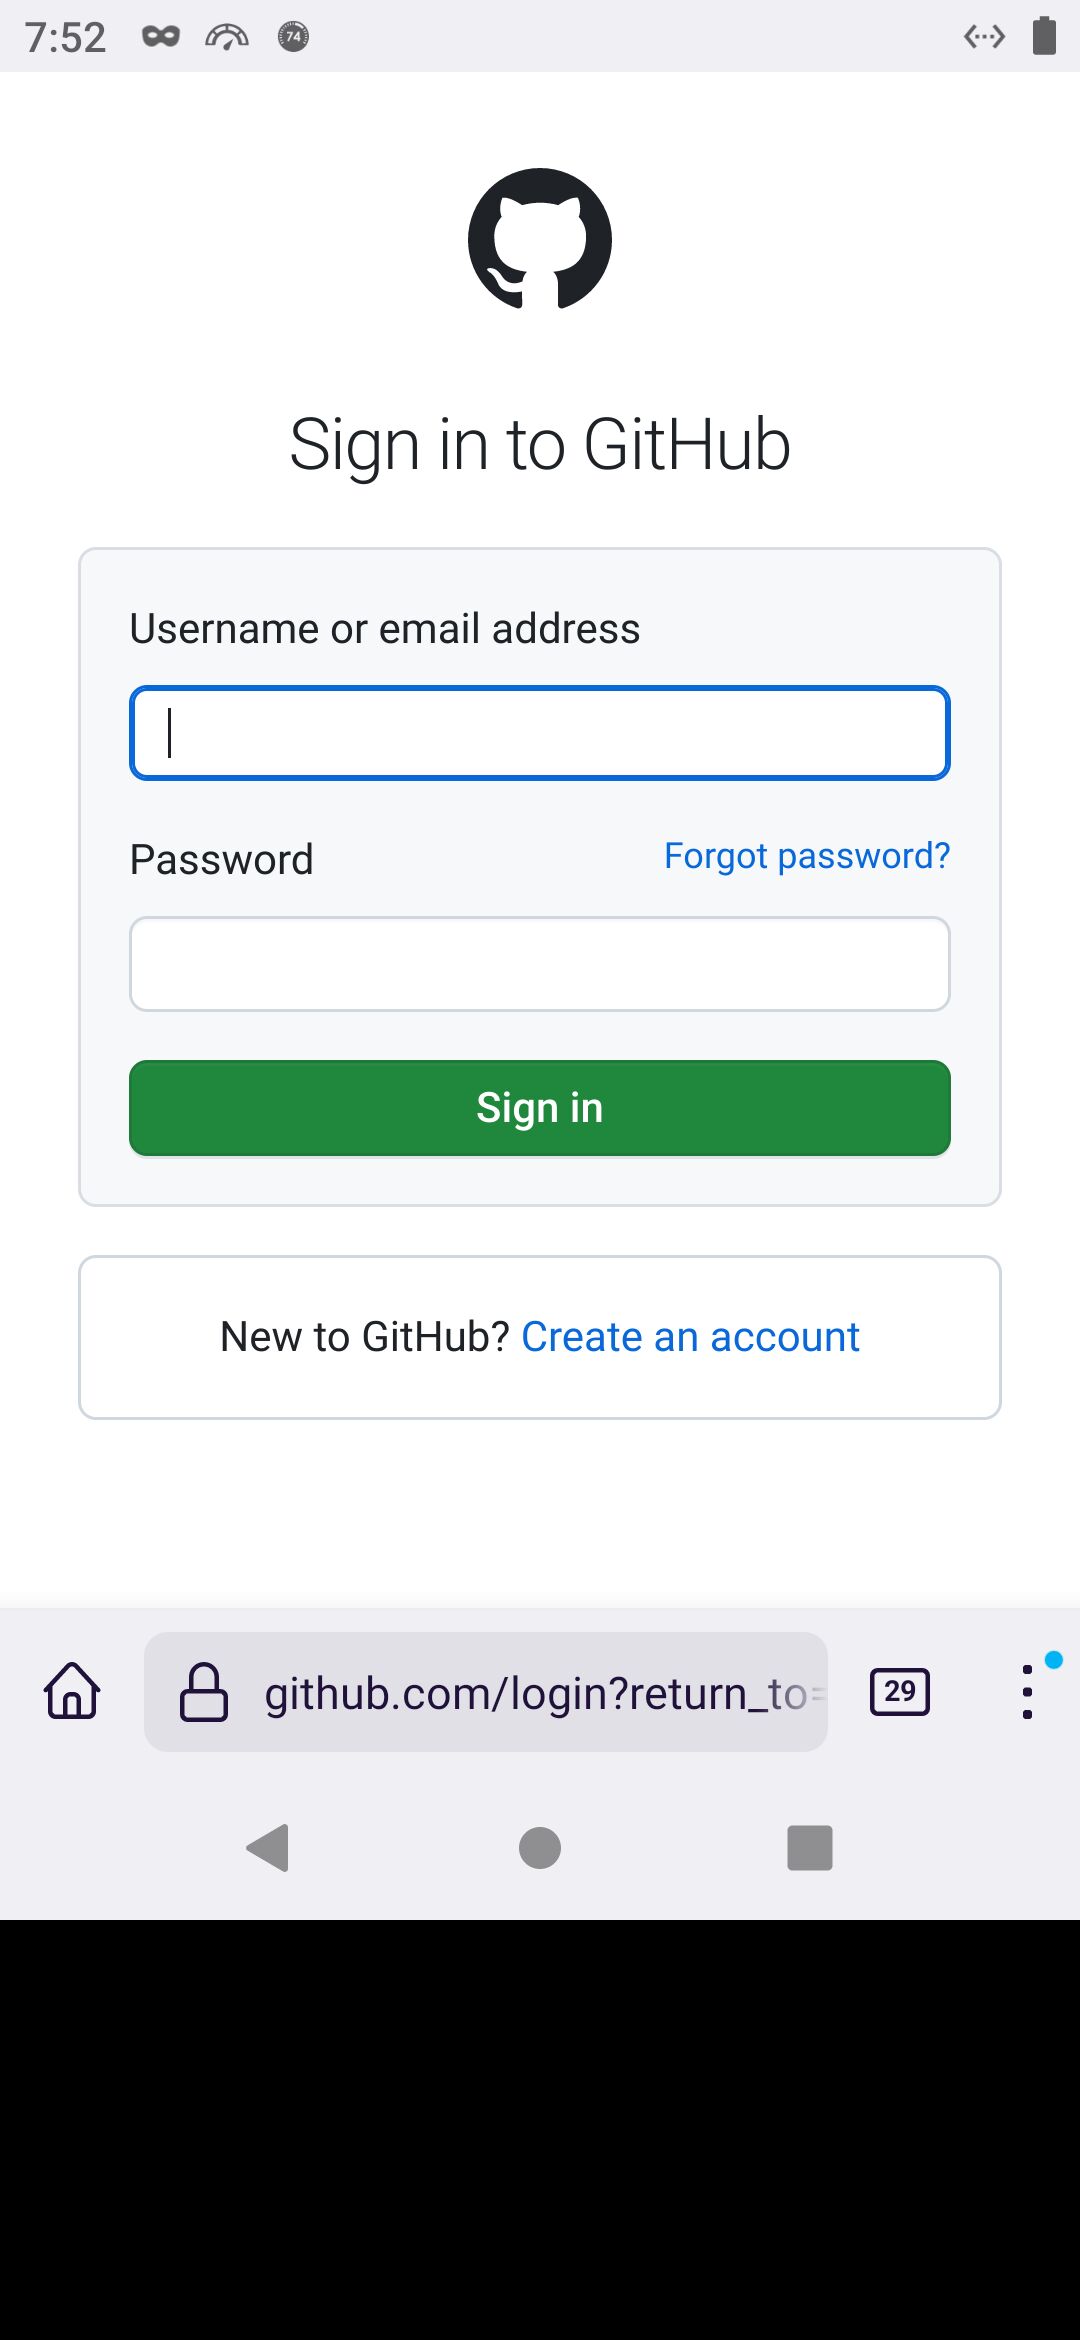 7:52
74
Sign in to GitHub
Username or email address
Password
Forgot password?
Sign in
New to GitHub? Create an account
github.com/login?return_to=
29